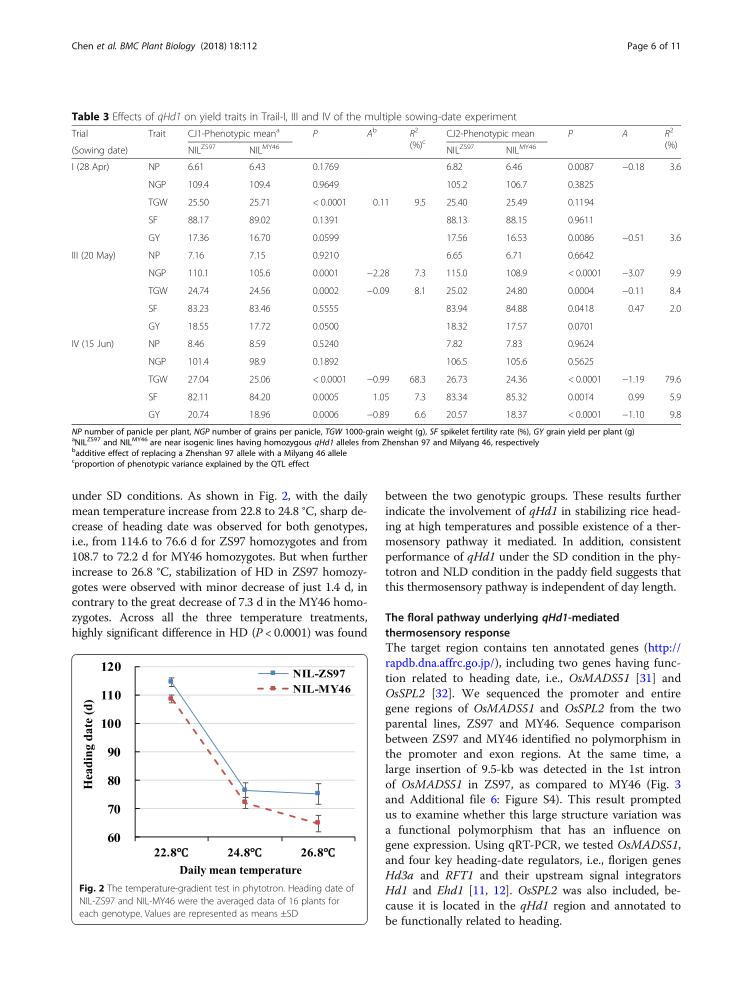 Chen et al. BMC Plant Biology (2018) 18:112
Page 6 of 11
Table 3 Effects of qHd1 on yield traits in Trail-I, III and IV of the multiple sowing-date experiment
Trial Trait CJ1-Phenotypic meanᵃ P Aᵇ R² CJ2-Phenotypic mean P A R²
(Sowing date) NILᶻˢ⁹⁷ NILᴹʸ⁴⁶ (%)ᶜ NILᶻˢ⁹⁷ NILᴹʸ⁴⁶ (%)
I (28 Apr) NP 6.61 6.43 0.1769 6.82 6.46 0.0087 −0.18 3.6
NGP 109.4 109.4 0.9649 105.2 106.7 0.3825
TGW 25.50 25.71 < 0.0001 0.11 9.5 25.40 25.49 0.1194
SF 88.17 89.02 0.1391 88.13 88.15 0.9611
GY 17.36 16.70 0.0599 17.56 16.53 0.0086 −0.51 3.6
III (20 May) NP 7.16 7.15 0.9210 6.65 6.71 0.6642
NGP 110.1 105.6 0.0001 −2.28 7.3 115.0 108.9 < 0.0001 −3.07 9.9
TGW 24.74 24.56 0.0002 −0.09 8.1 25.02 24.80 0.0004 −0.11 8.4
SF 83.23 83.46 0.5555 83.94 84.88 0.0418 0.47 2.0
GY 18.55 17.72 0.0500 18.32 17.57 0.0701
IV (15 Jun) NP 8.46 8.59 0.5240 7.82 7.83 0.9624
NGP 101.4 98.9 0.1892 106.5 105.6 0.5625
TGW 27.04 25.06 < 0.0001 −0.99 68.3 26.73 24.36 < 0.0001 −1.19 79.6
SF 82.11 84.20 0.0005 1.05 7.3 83.34 85.32 0.0014 0.99 5.9
GY 20.74 18.96 0.0006 −0.89 6.6 20.57 18.37 < 0.0001 −1.10 9.8
NP number of panicle per plant, NGP number of grains per panicle, TGW 1000-grain weight (g), SF spikelet fertility rate (%), GY grain yield per plant (g)
ᵃNILᶻˢ⁹⁷ and NILᴹʸ⁴⁶ are near isogenic lines having homozygous qHd1 alleles from Zhenshan 97 and Milyang 46, respectively
ᵇadditive effect of replacing a Zhenshan 97 allele with a Milyang 46 allele
ᶜproportion of phenotypic variance explained by the QTL effect
under SD conditions. As shown in Fig. 2, with the daily
mean temperature increase from 22.8 to 24.8 °C, sharp de-
crease of heading date was observed for both genotypes,
i.e., from 114.6 to 76.6 d for ZS97 homozygotes and from
108.7 to 72.2 d for MY46 homozygotes. But when further
increase to 26.8 °C, stabilization of HD in ZS97 homozy-
gotes were observed with minor decrease of just 1.4 d, in
contrary to the great decrease of 7.3 d in the MY46 homo-
zygotes. Across all the three temperature treatments,
highly significant difference in HD (P < 0.0001) was found
120
110
100
90
80
70
60
Heading date (d)
NIL-ZS97
NIL-MY46
22.8℃ 24.8℃ 26.8℃
Daily mean temperature
Fig. 2 The temperature-gradient test in phytotron. Heading date of
NIL-ZS97 and NIL-MY46 were the averaged data of 16 plants for
each genotype. Values are represented as means ±SD
between the two genotypic groups. These results further
indicate the involvement of qHd1 in stabilizing rice head-
ing at high temperatures and possible existence of a ther-
mosensory pathway it mediated. In addition, consistent
performance of qHd1 under the SD condition in the phy-
totron and NLD condition in the paddy field suggests that
this thermosensory pathway is independent of day length.
The floral pathway underlying qHd1-mediated
thermosensory response
The target region contains ten annotated genes (http://
rapdb.dna.affrc.go.jp/), including two genes having func-
tion related to heading date, i.e., OsMADS51 [31] and
OsSPL2 [32]. We sequenced the promoter and entire
gene regions of OsMADS51 and OsSPL2 from the two
parental lines, ZS97 and MY46. Sequence comparison
between ZS97 and MY46 identified no polymorphism in
the promoter and exon regions. At the same time, a
large insertion of 9.5-kb was detected in the 1st intron
of OsMADS51 in ZS97, as compared to MY46 (Fig. 3
and Additional file 6: Figure S4). This result prompted
us to examine whether this large structure variation was
a functional polymorphism that has an influence on
gene expression. Using qRT-PCR, we tested OsMADS51,
and four key heading-date regulators, i.e., florigen genes
Hd3a and RFT1 and their upstream signal integrators
Hd1 and Ehd1 [11, 12]. OsSPL2 was also included, be-
cause it is located in the qHd1 region and annotated to
be functionally related to heading.